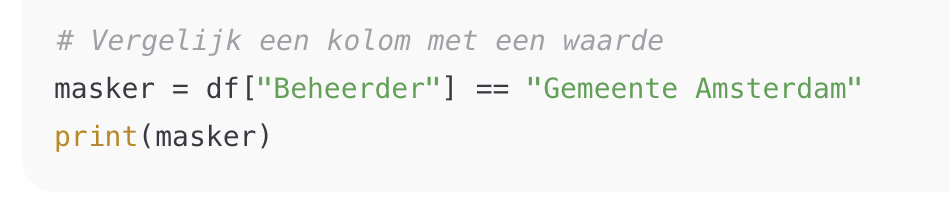 # Vergelijk een kolom met een waarde
masker = df["Beheerder"] == "Gemeente Amsterdam"
print(masker)